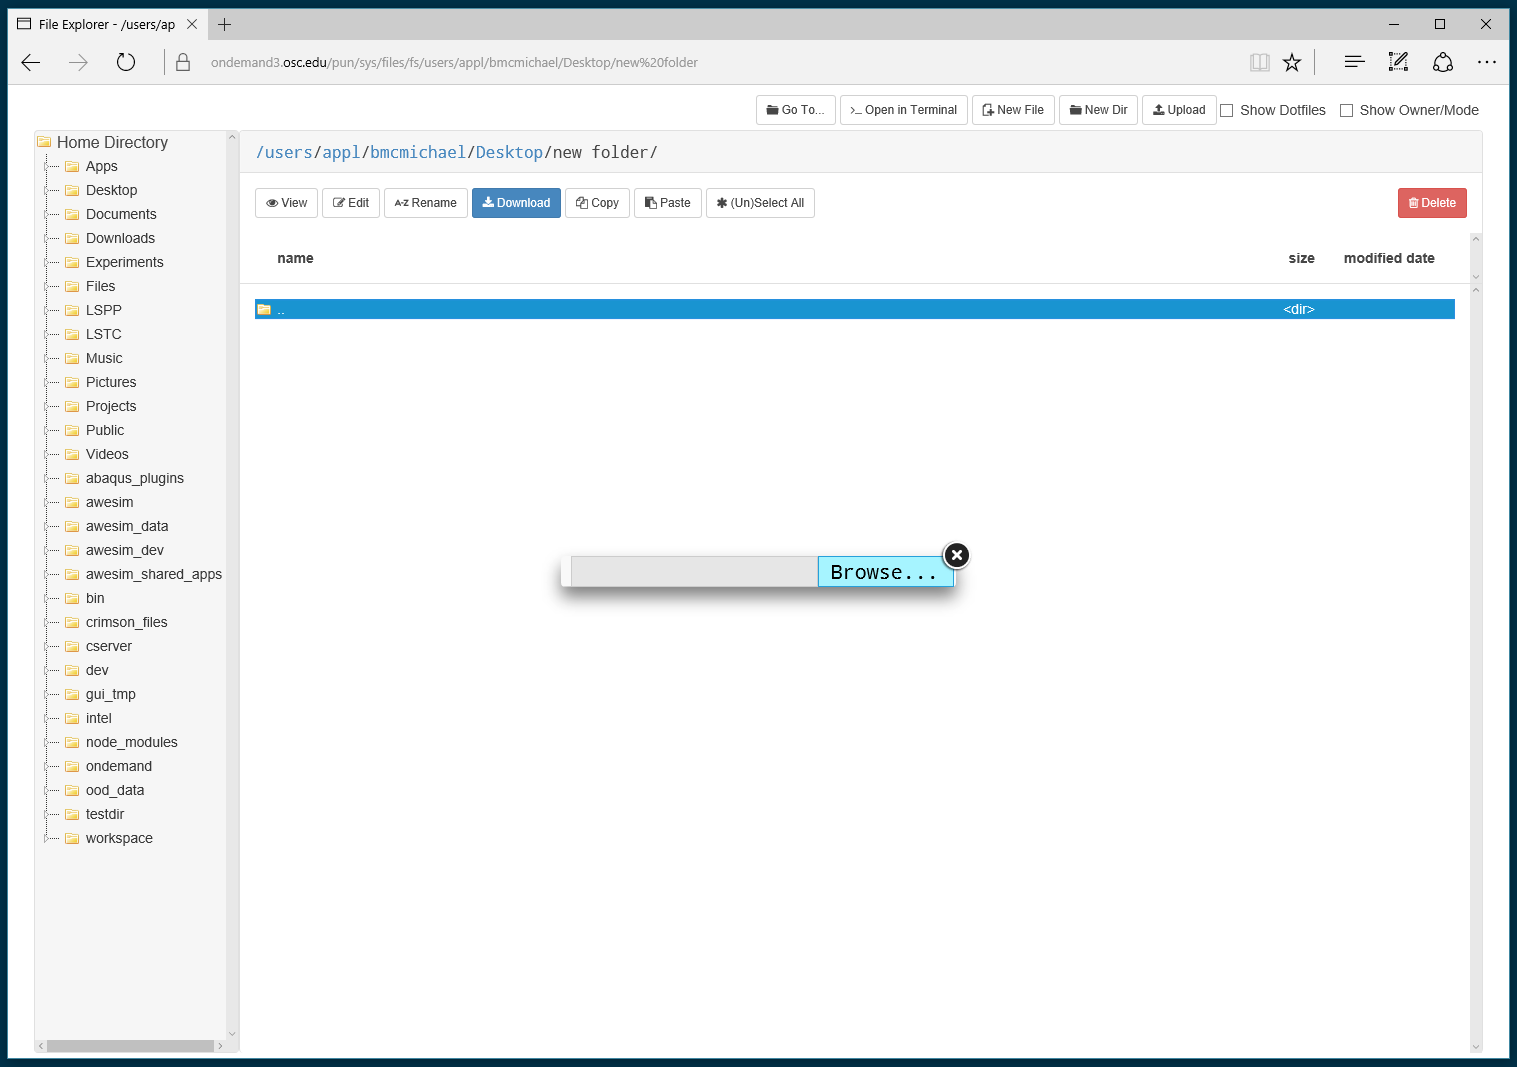 File Explorer - /users/ap
ondemand3.osc.edu/pun/sys/files/fs/users/appl/bmcmichael/Desktop/new%20folder
Go To... >_ Open in Terminal New File New Dir Upload Show Dotfiles Show Owner/Mode
Home Directory
Apps
Desktop
Documents
Downloads
Experiments
Files
LSPP
LSTC
Music
Pictures
Projects
Public
Videos
abaqus_plugins
awesim
awesim_data
awesim_dev
awesim_shared_apps
bin
crimson_files
cserver
dev
gui_tmp
intel
node_modules
ondemand
ood_data
testdir
workspace
/users/appl/bmcmichael/Desktop/new folder/
View Edit A-Z Rename Download Copy Paste (Un)Select All Delete
name size modified date
.. <dir>
Browse...